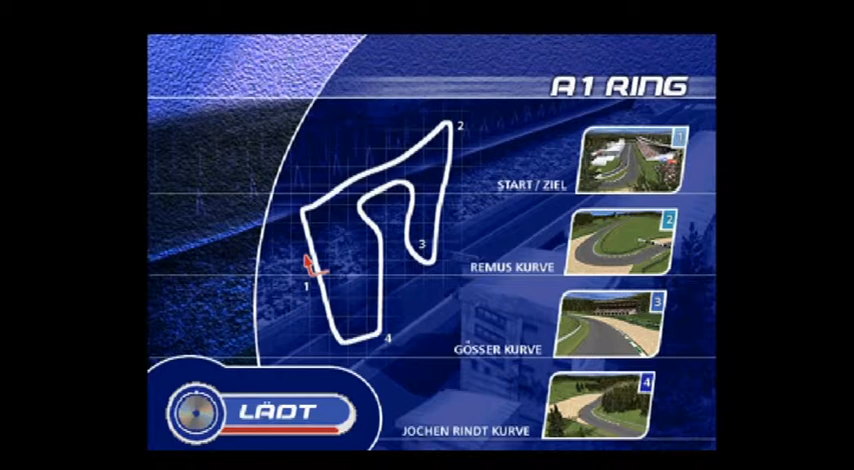 A1 RING
2
1
START / ZIEL
2
3
REMUS KURVE
1
3
4
GÖSSER KURVE
4
LÄDT
JOCHEN RINDT KURVE